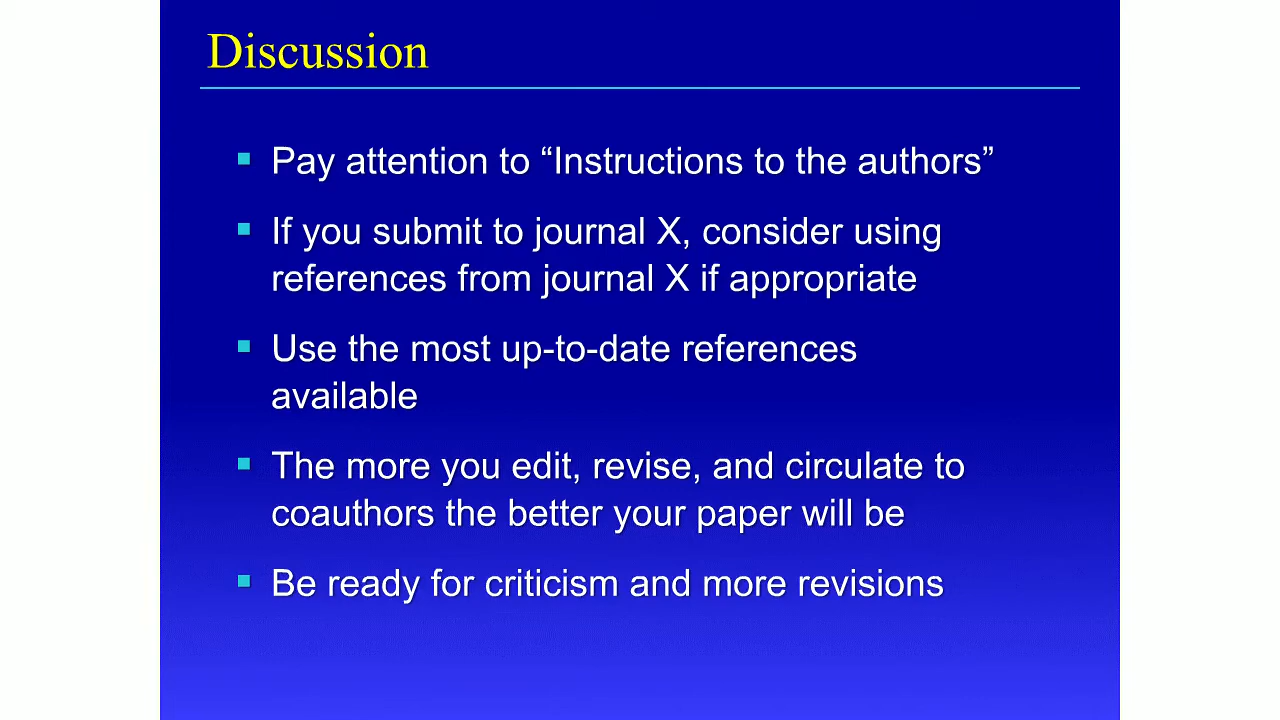 Discussion
▪ Pay attention to “Instructions to the authors”
▪ If you submit to journal X, consider using
references from journal X if appropriate
▪ Use the most up-to-date references
available
▪ The more you edit, revise, and circulate to
coauthors the better your paper will be
▪ Be ready for criticism and more revisions